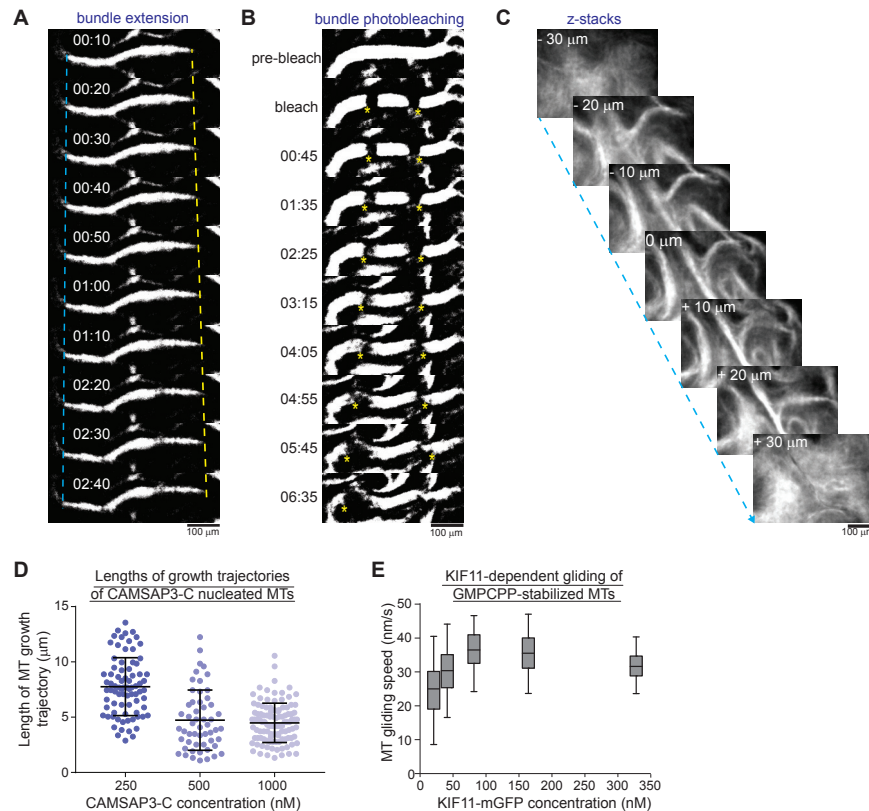 A
bundle extension
00:10
00:20
00:30
00:40
00:50
01:00
01:10
02:20
02:30
02:40
100 µm
B
bundle photobleaching
pre-bleach
bleach
00:45
01:35
02:25
03:15
04:05
04:55
05:45
06:35
* *
* *
* *
* *
* *
* *
* *
* *
*
100 µm
C
z-stacks
- 30 µm
- 20 µm
- 10 µm
0 µm
+ 10 µm
+ 20 µm
+ 30 µm
100 µm
D
Lengths of growth trajectories
of CAMSAP3-C nucleated MTs
Length of MT growth
trajectory (µm)
15
10
5
0
250 500 1000
CAMSAP3-C concentration (nM)
E
KIF11-dependent gliding of
GMPCPP-stabilized MTs
MT gliding speed (nm/s)
50
40
30
20
10
0
0 50 100 150 200 250 300 350
KIF11-mGFP concentration (nM)